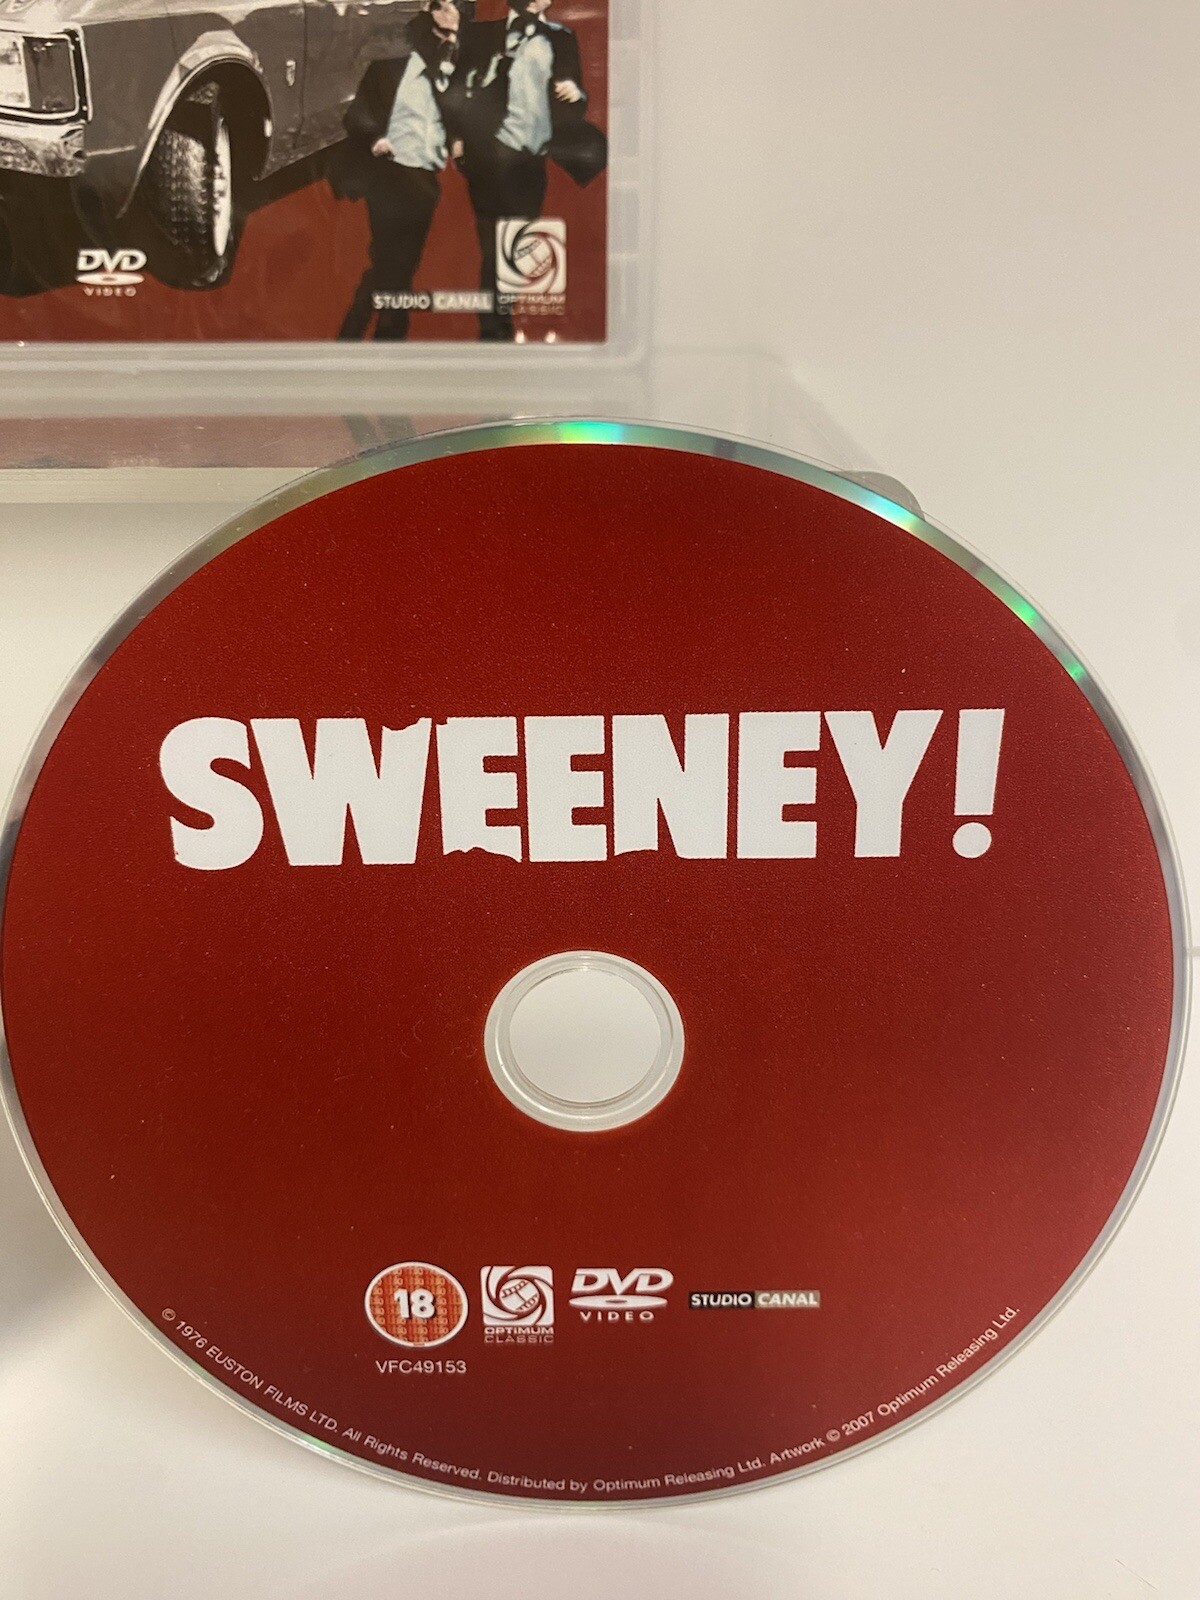 DVD
VIDEO
STUDIO CANAL
OPTIMUM
CLASSIC
SWEENEY!
18
OPTIMUM
CLASSIC
DVD
VIDEO
STUDIO CANAL
VFC49153
© 1976 EUSTON FILMS LTD. All Rights Reserved. Distributed by Optimum Releasing Ltd. Artwork © 2007 Optimum Releasing Ltd.